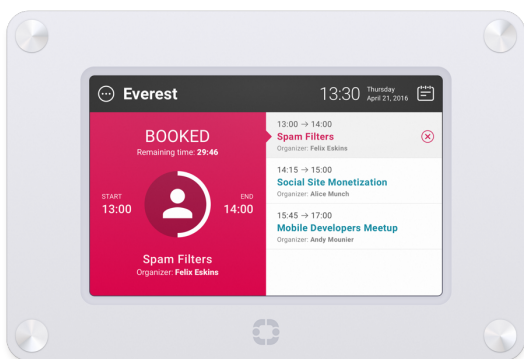 Everest
13:30
Thursday
April 21, 2016
BOOKED
Remaining time: 29:46
START
13:00
END
14:00
Spam Filters
Organizer: Felix Eskins
13:00 → 14:00
Spam Filters
Organizer: Felix Eskins
14:15 → 15:00
Social Site Monetization
Organizer: Alice Munch
15:45 → 17:00
Mobile Developers Meetup
Organizer: Andy Mounier